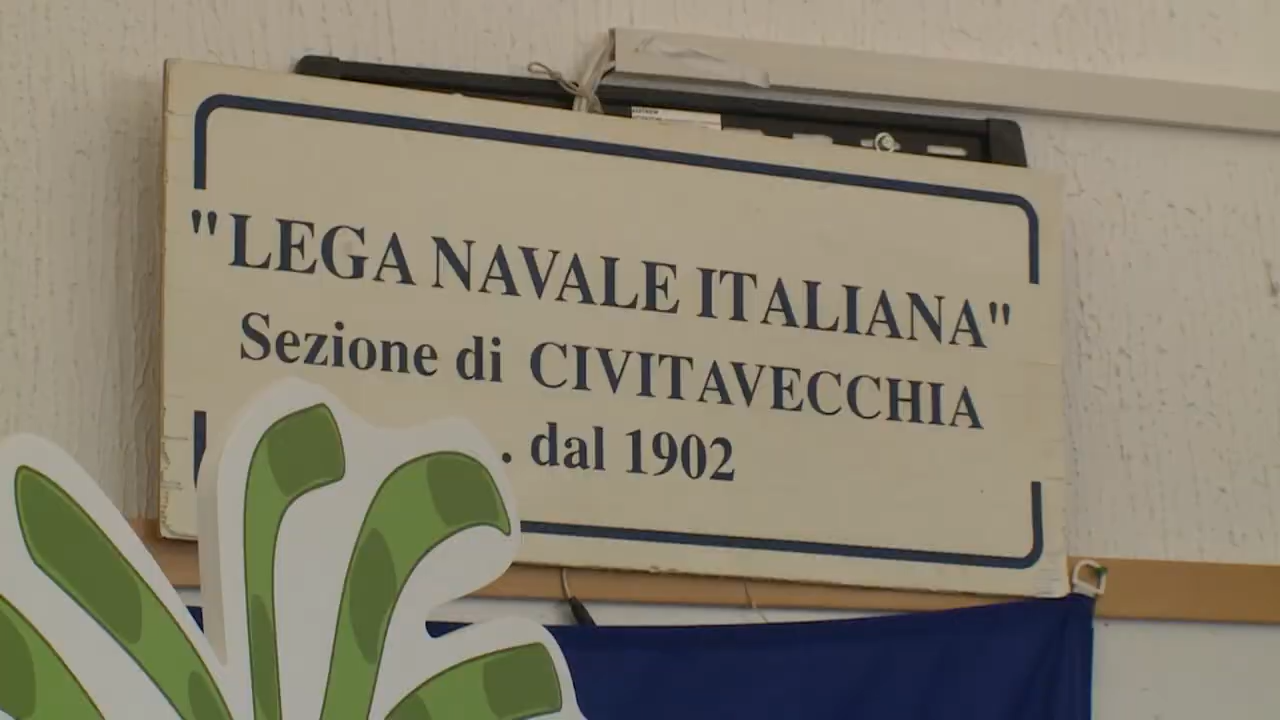 "LEGA NAVALE ITALIANA"
Sezione di CIVITAVECCHIA
. dal 1902